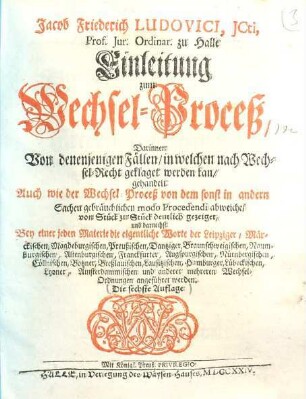 Jacob Friederich LUDOVICI, JCti,
Prof. Jur. Ordinar. zu Halle
Einleitung
zum
Wechsel-Proceß,
Darinnen
Von denenjenigen Fällen/ in welchen nach Wech-
sel-Recht geklaget werden kan/
gehandelt
Auch wie der Wechsel-Proceß von dem sonst in andern
Sachen gebräuchlichen modo Procedendi abweiche/
von Stück zu Stück deutlich gezeiget/
und darnebst
Bey einer jeden Materie die eigentliche Worte der Leipziger/ Mär-
ckischen, Magdeburgischen, Preußischen, Dantziger, Braunschweigischen, Naum-
burgischen, Altenburgischen, Franckfurter, Augspurgischen, Nürnbergischen,
Cöllnischen, Botzner, Breßlauischen, Lausitzischen, Hamburger, Lübeckischen,
Lyoner, Amsterdammischen und anderer mehreren Wechsel-
Ordnungen angeführet werden.
(Die sechste Auflage)
Mit Königl. Preuß. PRIVILEGIO.
HALLE, in Verlegung des Wäysen-Hauses, MDCCXXIV.